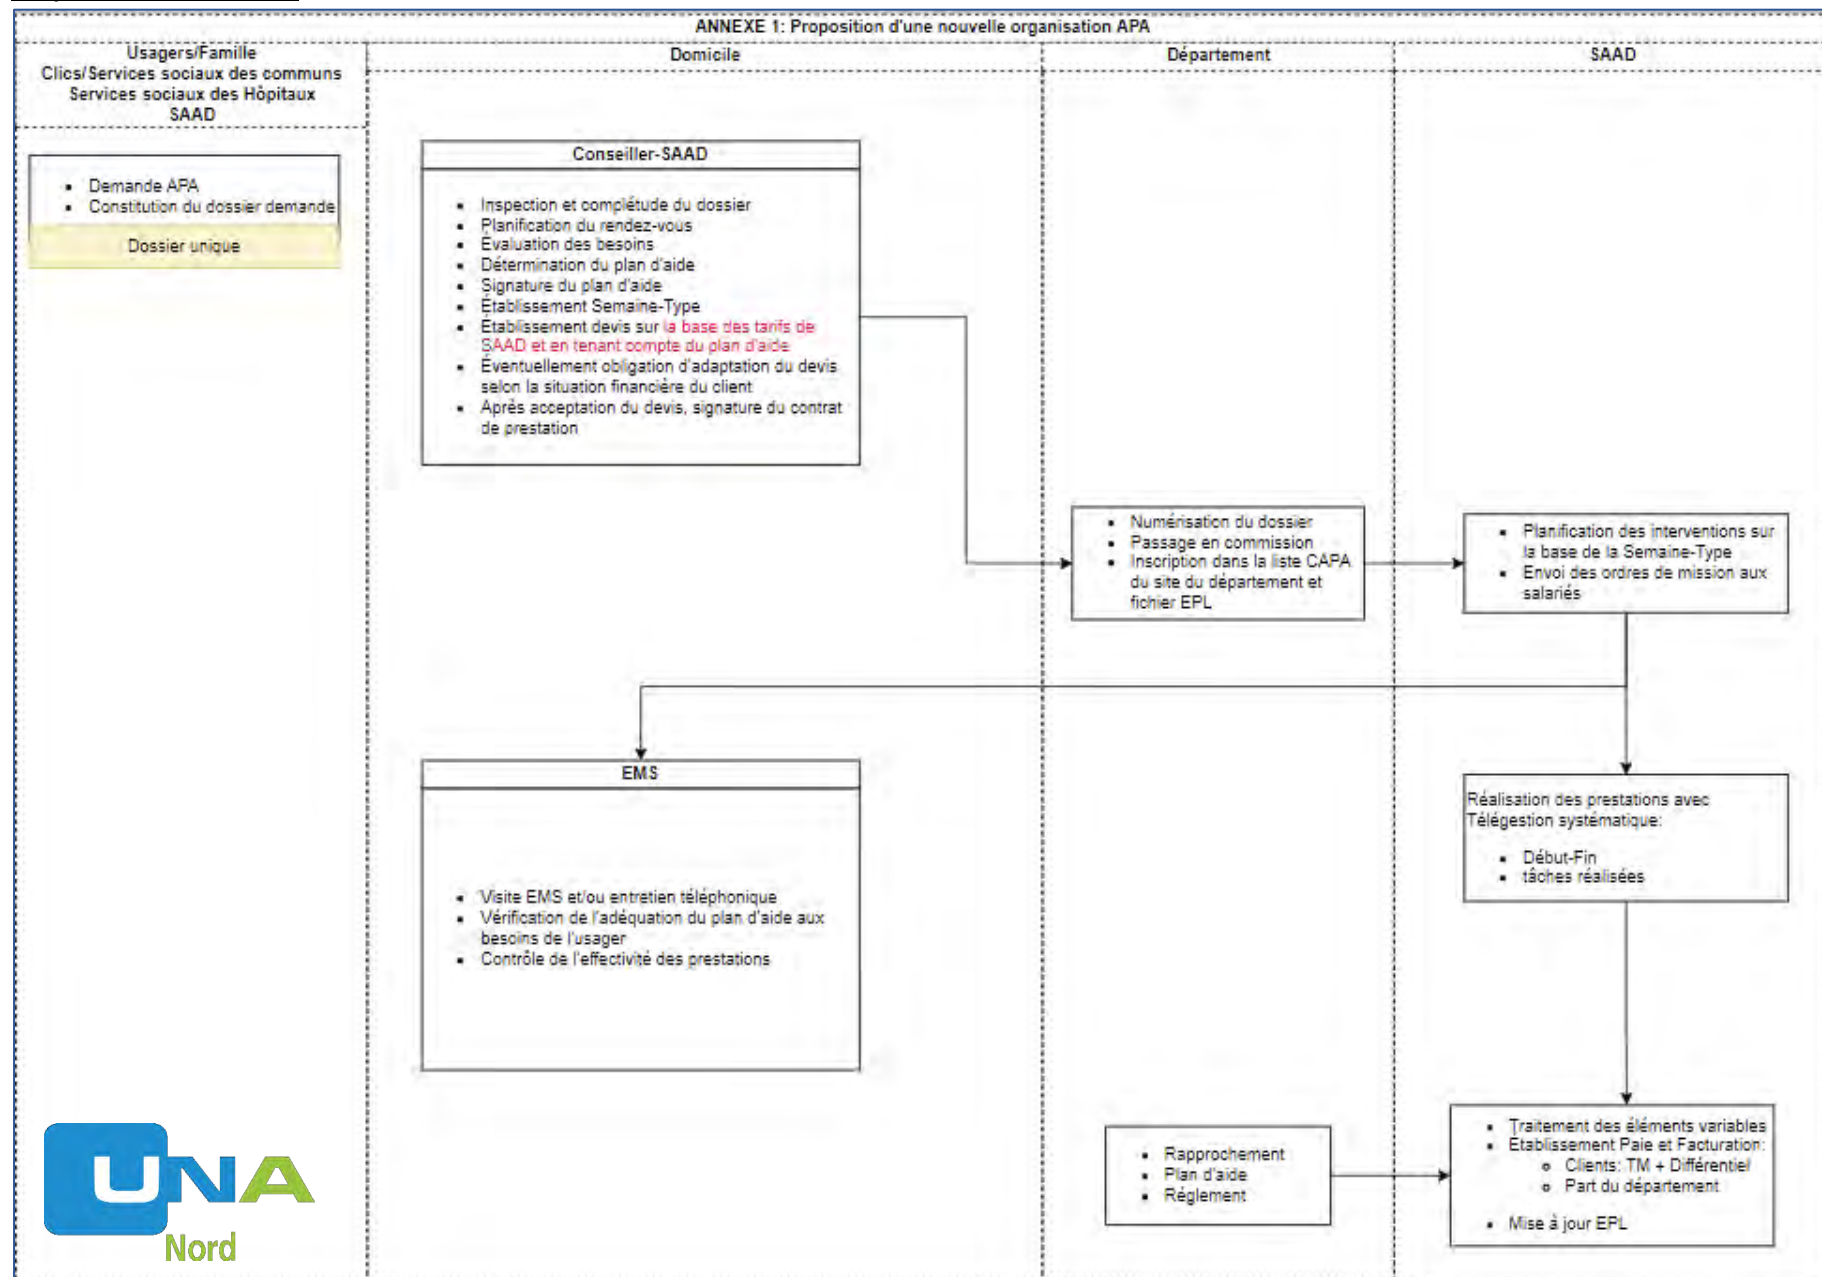 ANNEXE 1: Proposition d'une nouvelle organisation APA
Usagers/Famille
Clics/Services sociaux des communs
Services sociaux des Hôpitaux
SAAD
Domicile
Département
SAAD
Demande APA
Constitution du dossier demande
Dossier unique
Conseiller-SAAD
Inspection et complétude du dossier
Planification du rendez-vous
Évaluation des besoins
Détermination du plan d'aide
Signature du plan d'aide
Établissement Semaine-Type
Établissement devis sur la base des tarifs de
SAAD et en tenant compte du plan d'aide
Éventuellement obligation d'adaptation du devis
selon la situation financière du client
Après acceptation du devis, signature du contrat
de prestation
Numérisation du dossier
Passage en commission
Inscription dans la liste CAPA
du site du département et
fichier EPL
Planification des interventions sur
la base de la Semaine-Type
Envoi des ordres de mission aux
salariés
EMS
Visite EMS et/ou entretien téléphonique
Vérification de l'adéquation du plan d'aide aux
besoins de l'usager
Contrôle de l'effectivité des prestations
Réalisation des prestations avec
Télégestion systématique:
Début-Fin
tâches réalisées
Rapprochement
Plan d'aide
Réglement
Traitement des éléments variables
Établissement Paie et Facturation:
Clients: TM + Différentiel
Part du département
Mise à jour EPL
UNA
Nord